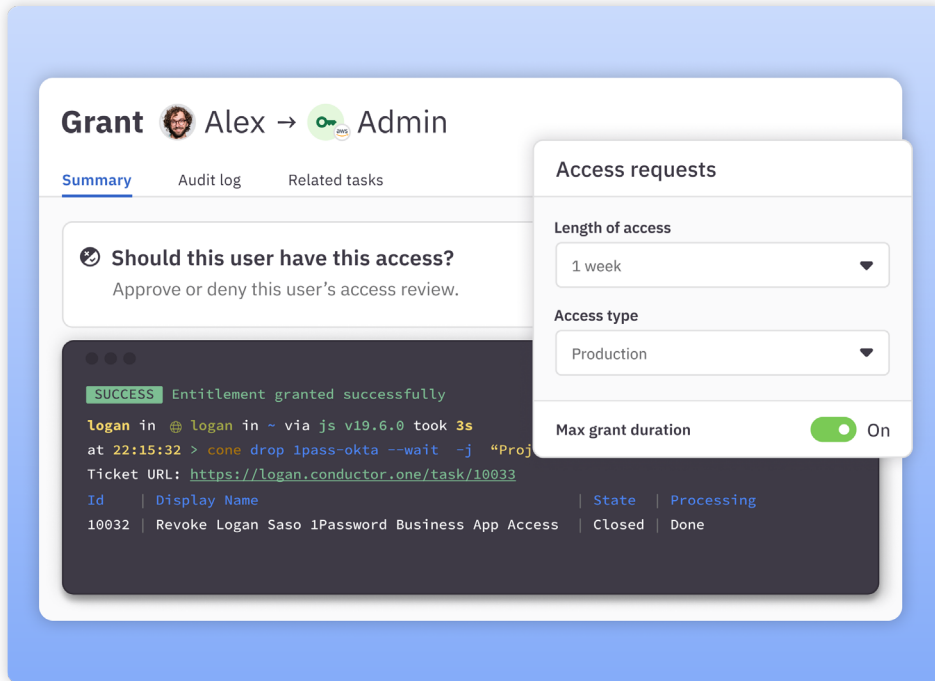 Grant Alex → Admin
aws
Summary Audit log Related tasks
Should this user have this access?
Approve or deny this user’s access review.
SUCCESS Entitlement granted successfully
logan in logan in ~ via js v19.6.0 took 3s
at 22:15:32 > cone drop 1pass-okta --wait -j “Proj
Ticket URL: https://logan.conductor.one/task/10033
Id | Display Name | State | Processing
10032 | Revoke Logan Saso 1Password Business App Access | Closed | Done
Access requests
Length of access
1 week
Access type
Production
Max grant duration On